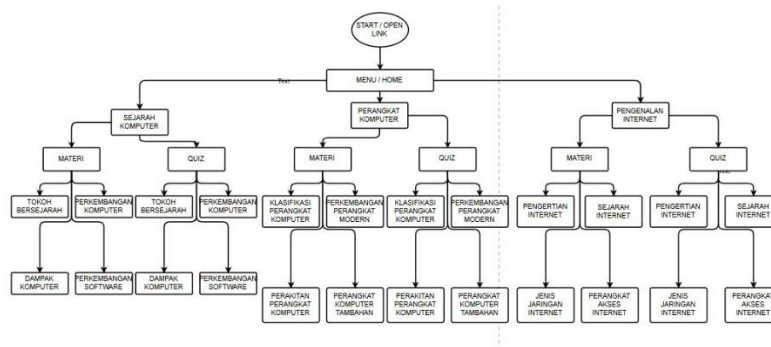 START / OPEN
LINK
Text
MENU / HOME
SEJARAH
KOMPUTER
PERANGKAT
KOMPUTER
PENGENALAN
INTERNET
MATERI
QUIZ
MATERI
QUIZ
MATERI
QUIZ
TOKOH
BERSEJARAH
PERKEMBANGAN
KOMPUTER
TOKOH
BERSEJARAH
PERKEMBANGAN
KOMPUTER
KLASIFIKASI
PERANGKAT
KOMPUTER
PERKEMBANGAN
PERANGKAT
MODERN
KLASIFIKASI
PERANGKAT
KOMPUTER
PERKEMBANGAN
PERANGKAT
MODERN
PENGERTIAN
INTERNET
SEJARAH
INTERNET
PENGERTIAN
INTERNET
SEJARAH
INTERNET
DAMPAK
KOMPUTER
PERKEMBANGAN
SOFTWARE
DAMPAK
KOMPUTER
PERKEMBANGAN
SOFTWARE
PERAKITAN
PERANGKAT
KOMPUTER
PERANGKAT
KOMPUTER
TAMBAHAN
PERAKITAN
PERANGKAT
KOMPUTER
PERANGKAT
KOMPUTER
TAMBAHAN
JENIS
JARINGAN
INTERNET
PERANGKAT
AKSES
INTERNET
JENIS
JARINGAN
INTERNET
PERANGKAT
AKSES
INTERNET